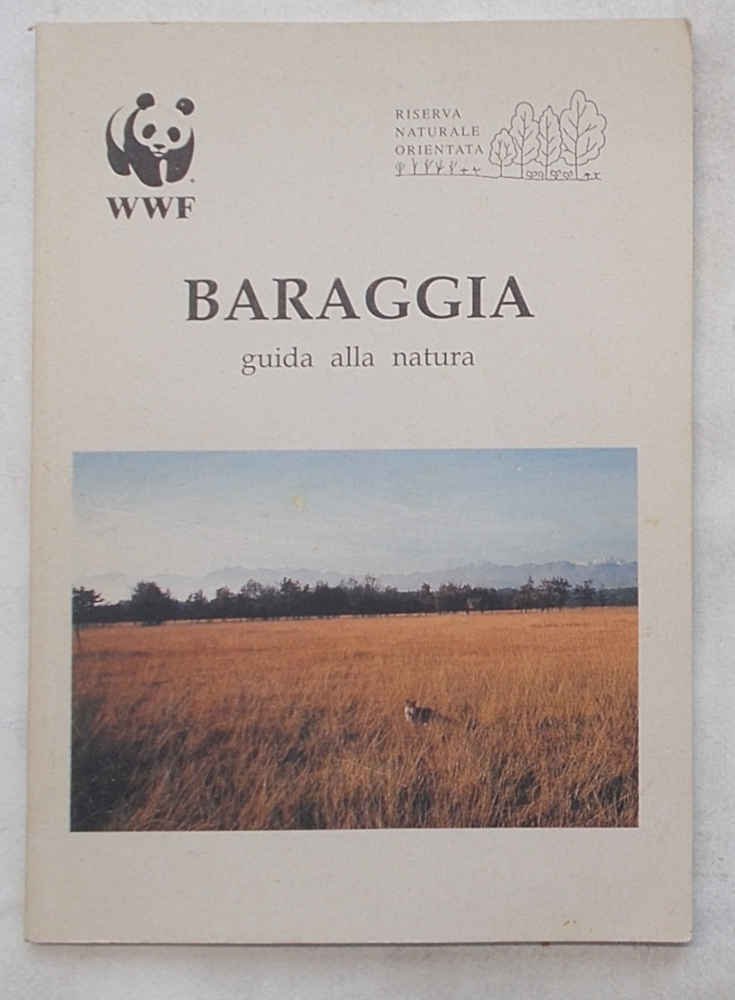 WWF
RISERVA
NATURALE
ORIENTATA
BARAGGIA
guida alla natura